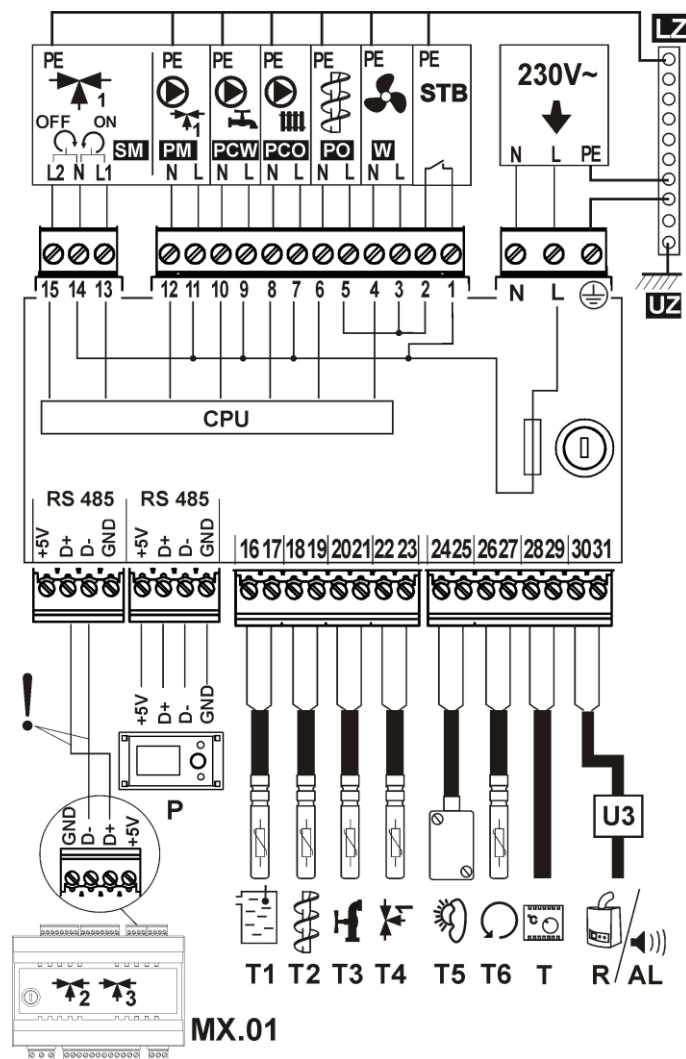 LZ
PE PE PE PE PE PE PE
1 1 STB 230V~
OFF ON
SM PM PCW PCO PO W
L2 N L1 N L N L N L N L N L N L PE
UZ
15 14 13 12 11 10 9 8 7 6 5 4 3 2 1 N L
CPU
RS 485 RS 485
+5V D+ D- GND +5V D+ D- GND 16 17 18 19 20 21 22 23 24 25 26 27 28 29 30 31
!
+5V D+ D- GND
P
U3
GND D- D+ +5V
°C
1
T1 T2 T3 T4 T5 T6 T R / AL
2 3
MX.01